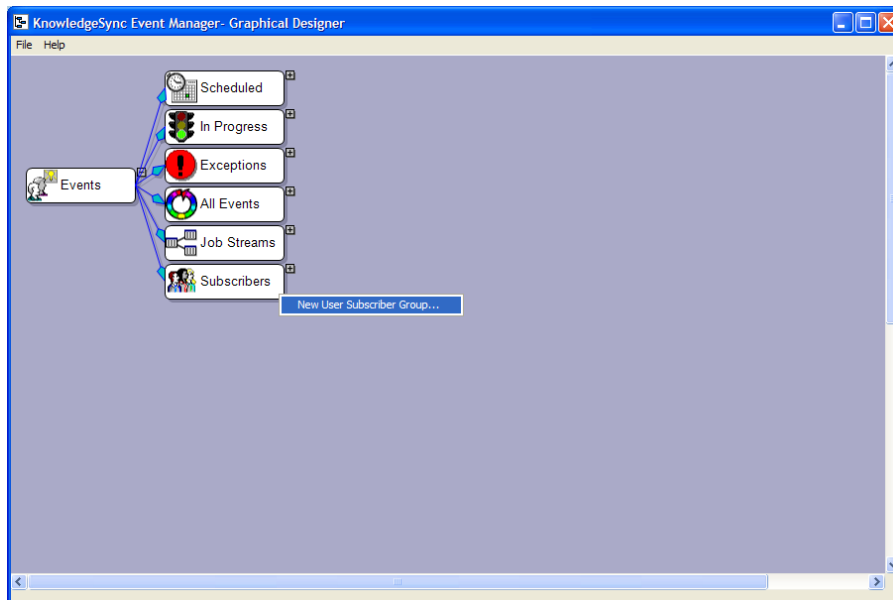 KnowledgeSync Event Manager- Graphical Designer
File Help
Scheduled
In Progress
Exceptions
Events
All Events
Job Streams
Subscribers
New User Subscriber Group...